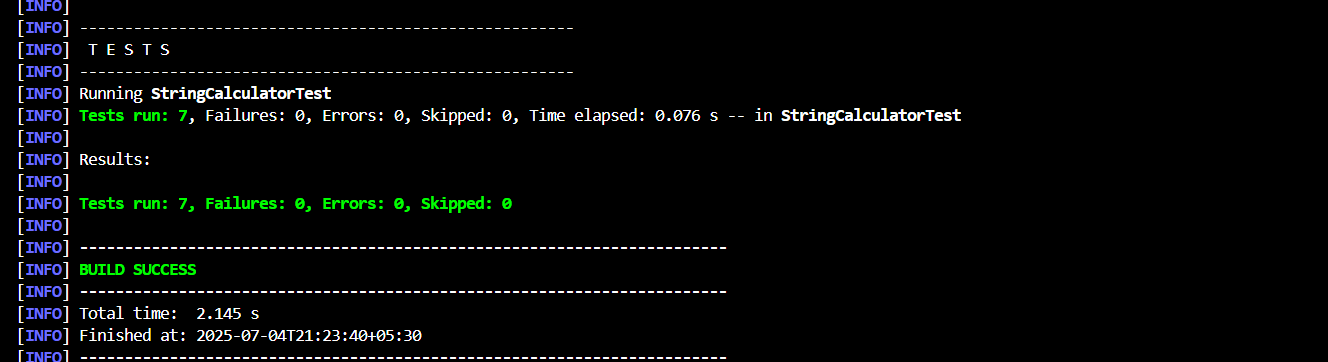 [INFO]
[INFO] ------------------------------------------------------- 
[INFO]  T E S T S
[INFO] -------------------------------------------------------
[INFO] Running StringCalculatorTest
[INFO] Tests run: 7, Failures: 0, Errors: 0, Skipped: 0, Time elapsed: 0.076 s -- in StringCalculatorTest
[INFO]
[INFO] Results:
[INFO]
[INFO] Tests run: 7, Failures: 0, Errors: 0, Skipped: 0
[INFO]
[INFO] ------------------------------------------------------------------------
[INFO] BUILD SUCCESS
[INFO] ------------------------------------------------------------------------
[INFO] Total time:  2.145 s
[INFO] Finished at: 2025-07-04T21:23:40+05:30
[INFO] ------------------------------------------------------------------------